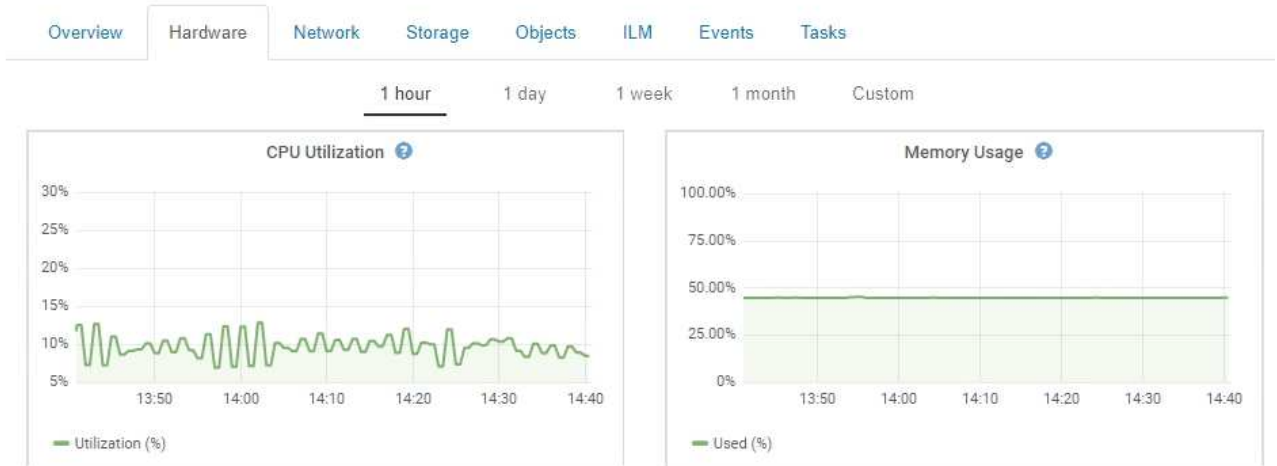 Overview Hardware Network Storage Objects ILM Events Tasks
1 hour 1 day 1 week 1 month Custom
CPU Utilization ?
30%
25%
20%
15%
10%
5%
13:50 14:00 14:10 14:20 14:30 14:40
Utilization (%)
Memory Usage ?
100.00%
75.00%
50.00%
25.00%
0%
13:50 14:00 14:10 14:20 14:30 14:40
Used (%)